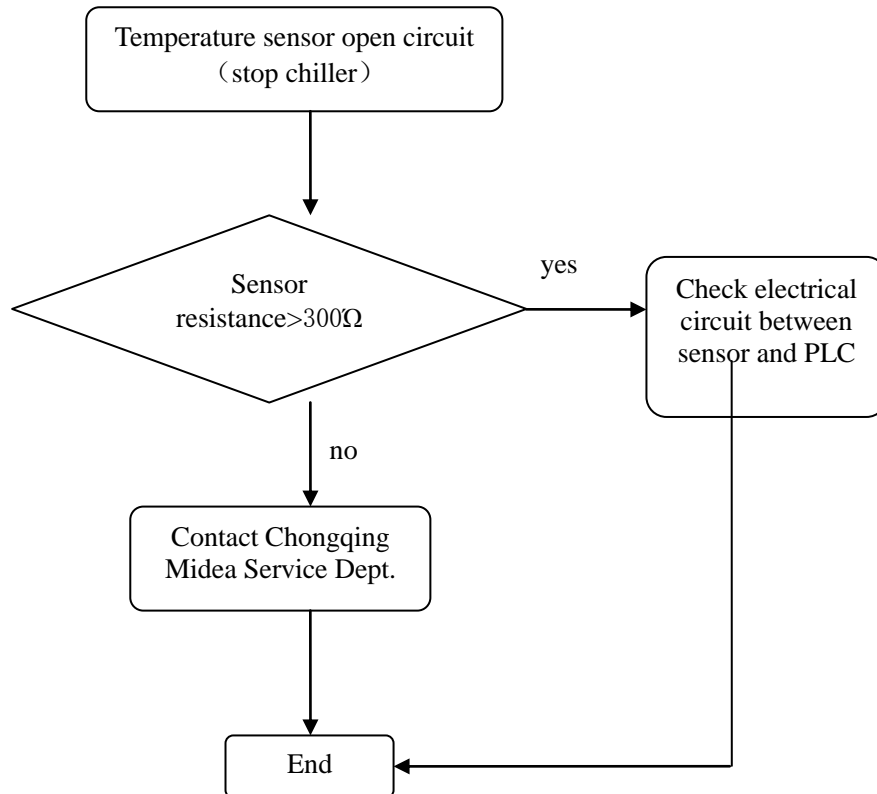 Temperature sensor open circuit
（stop chiller）
Sensor
resistance>300Ώ
yes
Check electrical
circuit between
sensor and PLC
no
Contact Chongqing
Midea Service Dept.
End